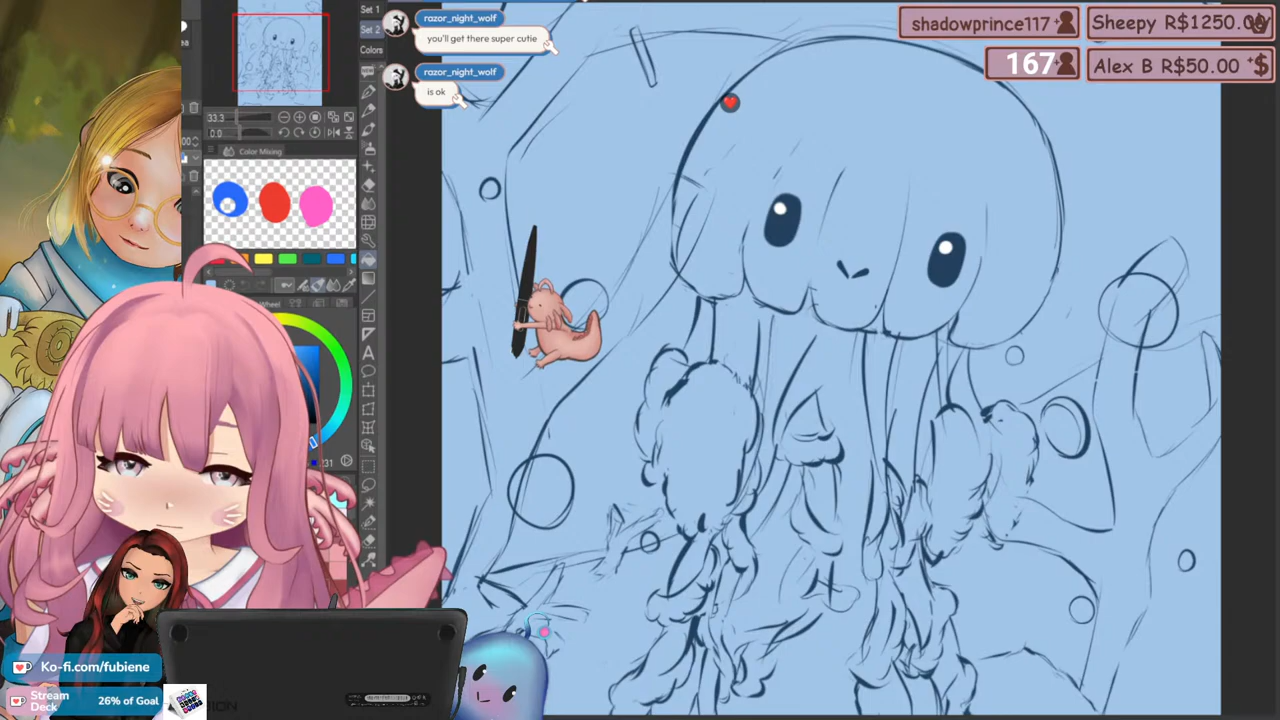 Set 1
Set 2
Colors
razor_night_wolf
you'll get there super cutie
razor_night_wolf
is ok
shadowprince117
Sheepy R$1250.00
167
Alex B R$50.00
33.3
0.0
Color Mixing
Ko-fi.com/fubiene
Stream Deck
26% of Goal